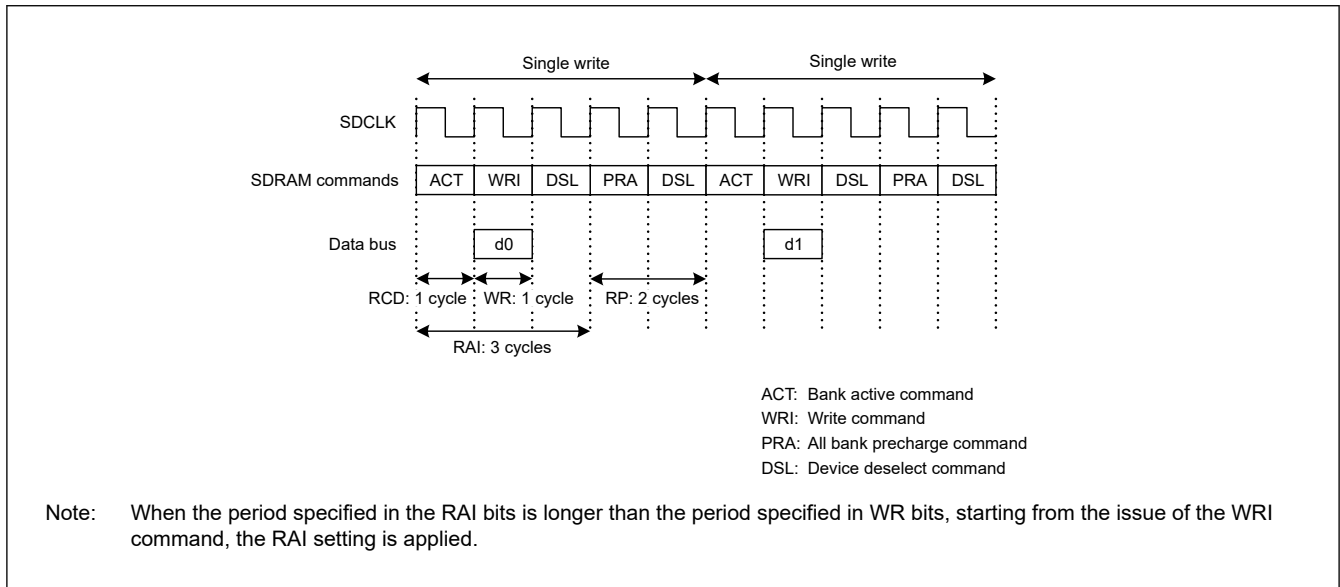 Single write Single write
SDCLK
SDRAM commands ACT WRI DSL PRA DSL ACT WRI DSL PRA DSL
Data bus d0 d1
RCD: 1 cycle WR: 1 cycle RP: 2 cycles
RAI: 3 cycles
ACT: Bank active command
WRI: Write command
PRA: All bank precharge command
DSL: Device deselect command
Note: When the period specified in the RAI bits is longer than the period specified in WR bits, starting from the issue of the WRI
command, the RAI setting is applied.